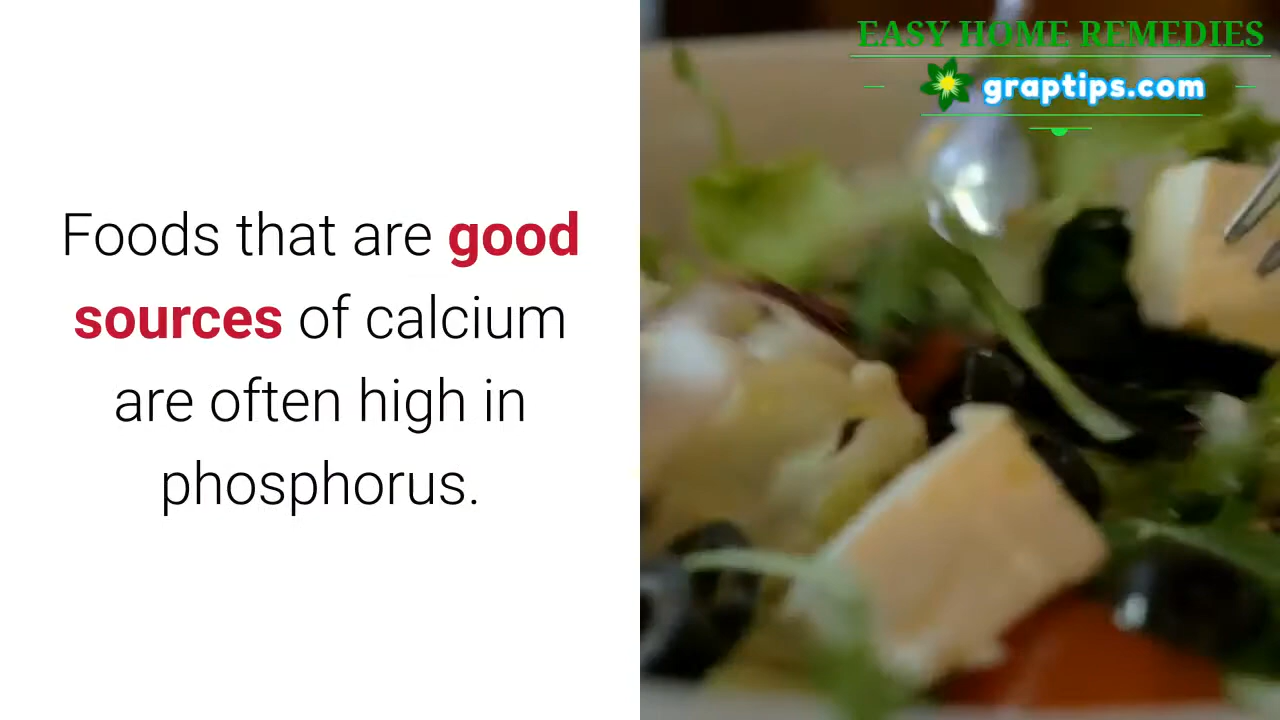 Foods that are good
sources of calcium
are often high in
phosphorus.
EASY HOME REMEDIES
graptips.com